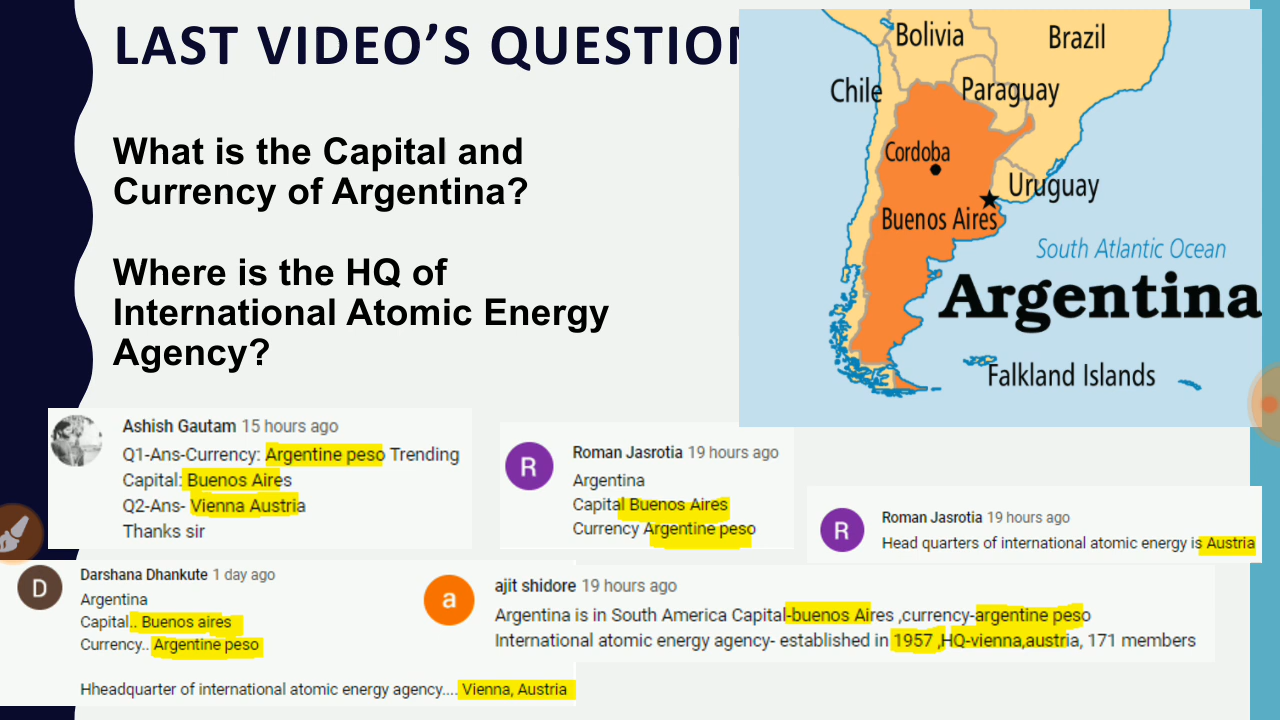 LAST VIDEO’S QUESTION
What is the Capital and
Currency of Argentina?
Where is the HQ of
International Atomic Energy
Agency?
Bolivia
Brazil
Chile
Paraguay
Cordoba
Uruguay
Buenos Aires
South Atlantic Ocean
Argentina
Falkland Islands
Ashish Gautam 15 hours ago
Q1-Ans-Currency: Argentine peso Trending
Capital: Buenos Aires
Q2-Ans- Vienna Austria
Thanks sir
R
Roman Jasrotia 19 hours ago
Argentina
Capital Buenos Aires
Currency Argentine peso
R
Roman Jasrotia 19 hours ago
Head quarters of international atomic energy is Austria
D
Darshana Dhankute 1 day ago
Argentina
Capital.. Buenos aires
Currency.. Argentine peso
Hheadquarter of international atomic energy agency.... Vienna, Austria
a
ajit shidore 19 hours ago
Argentina is in South America Capital-buenos Aires ,currency-argentine peso
International atomic energy agency- established in 1957 ,HQ-vienna,austria, 171 members